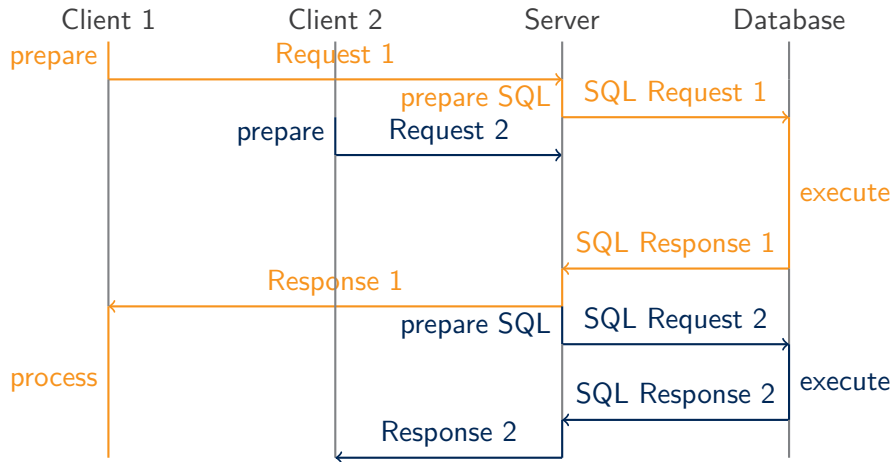 Client 1
Client 2
Server
Database
prepare
Request 1
prepare SQL
SQL Request 1
prepare
Request 2
execute
SQL Response 1
Response 1
prepare SQL
SQL Request 2
process
execute
SQL Response 2
Response 2